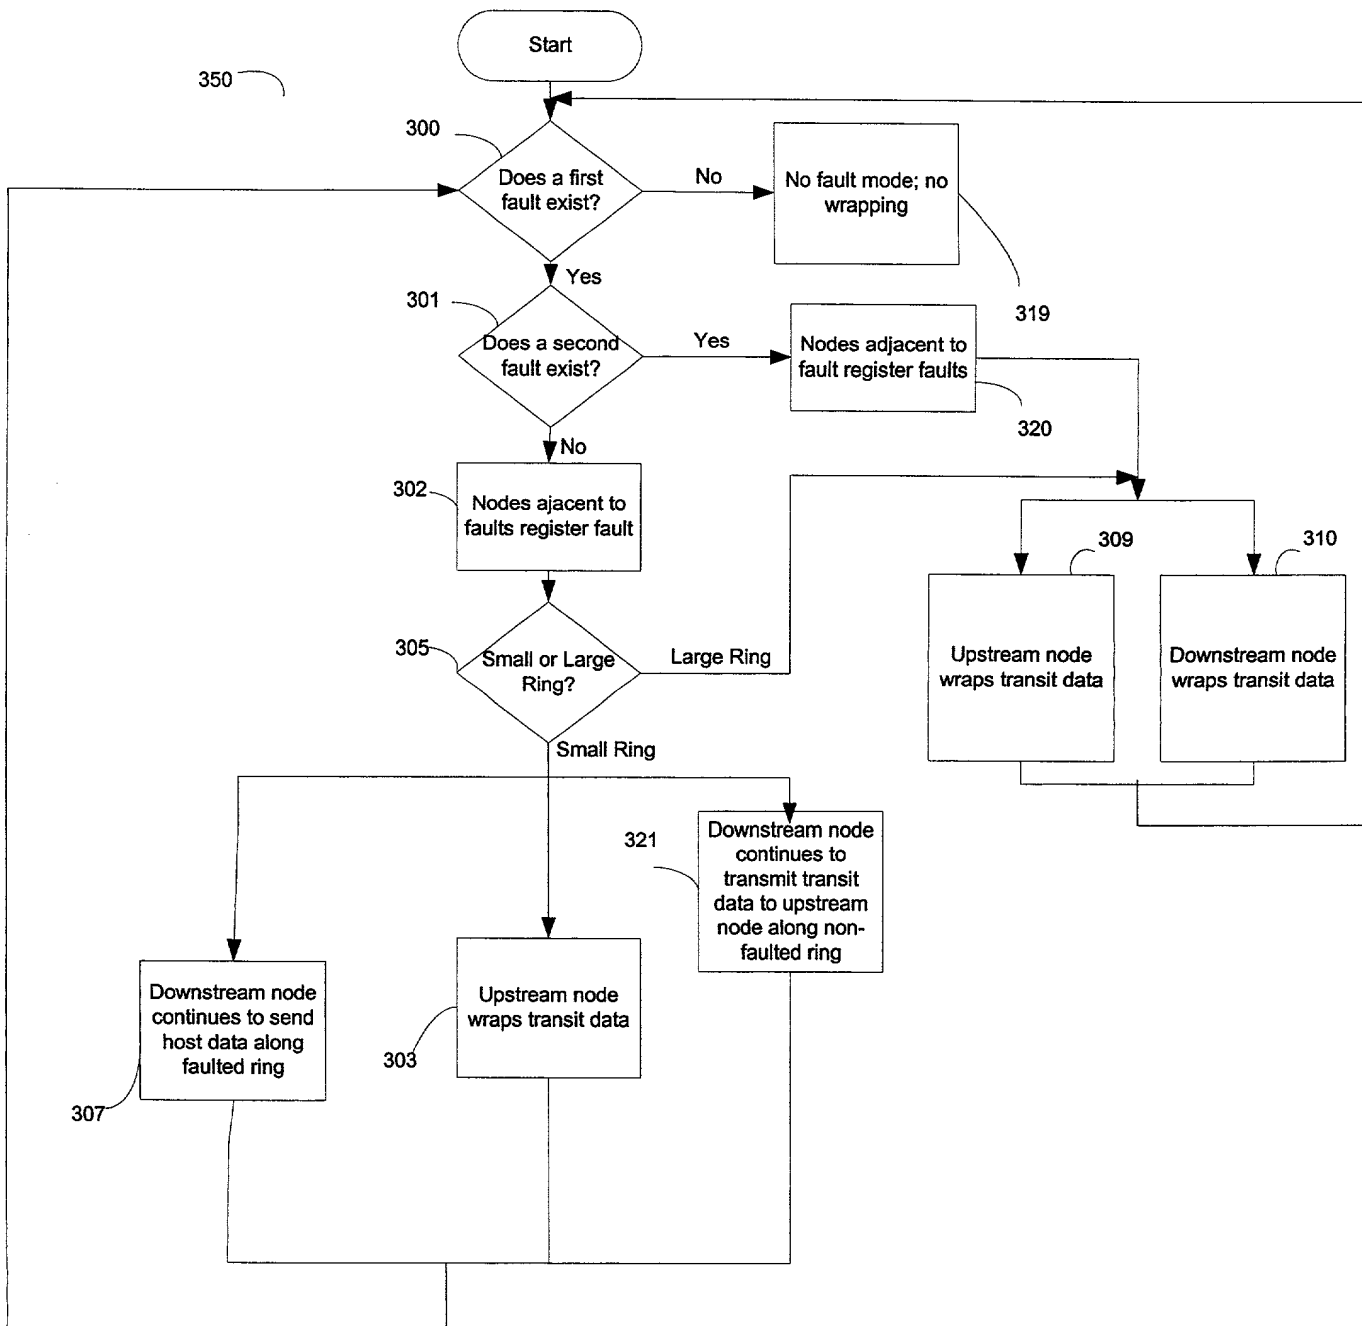 Start
350
300
Does a first
fault exist?
No
No fault mode; no
wrapping
319
Yes
301
Does a second
fault exist?
Yes
Nodes adjacent to
fault register faults
320
No
302
Nodes ajacent to
faults register fault
309
310
305
Small or Large
Ring?
Large Ring
Upstream node
wraps transit data
Downstream node
wraps transit data
Small Ring
321
Downstream node
continues to
transmit transit
data to upstream
node along non-
faulted ring
Downstream node
continues to send
host data along
faulted ring
307
Upstream node
wraps transit data
303